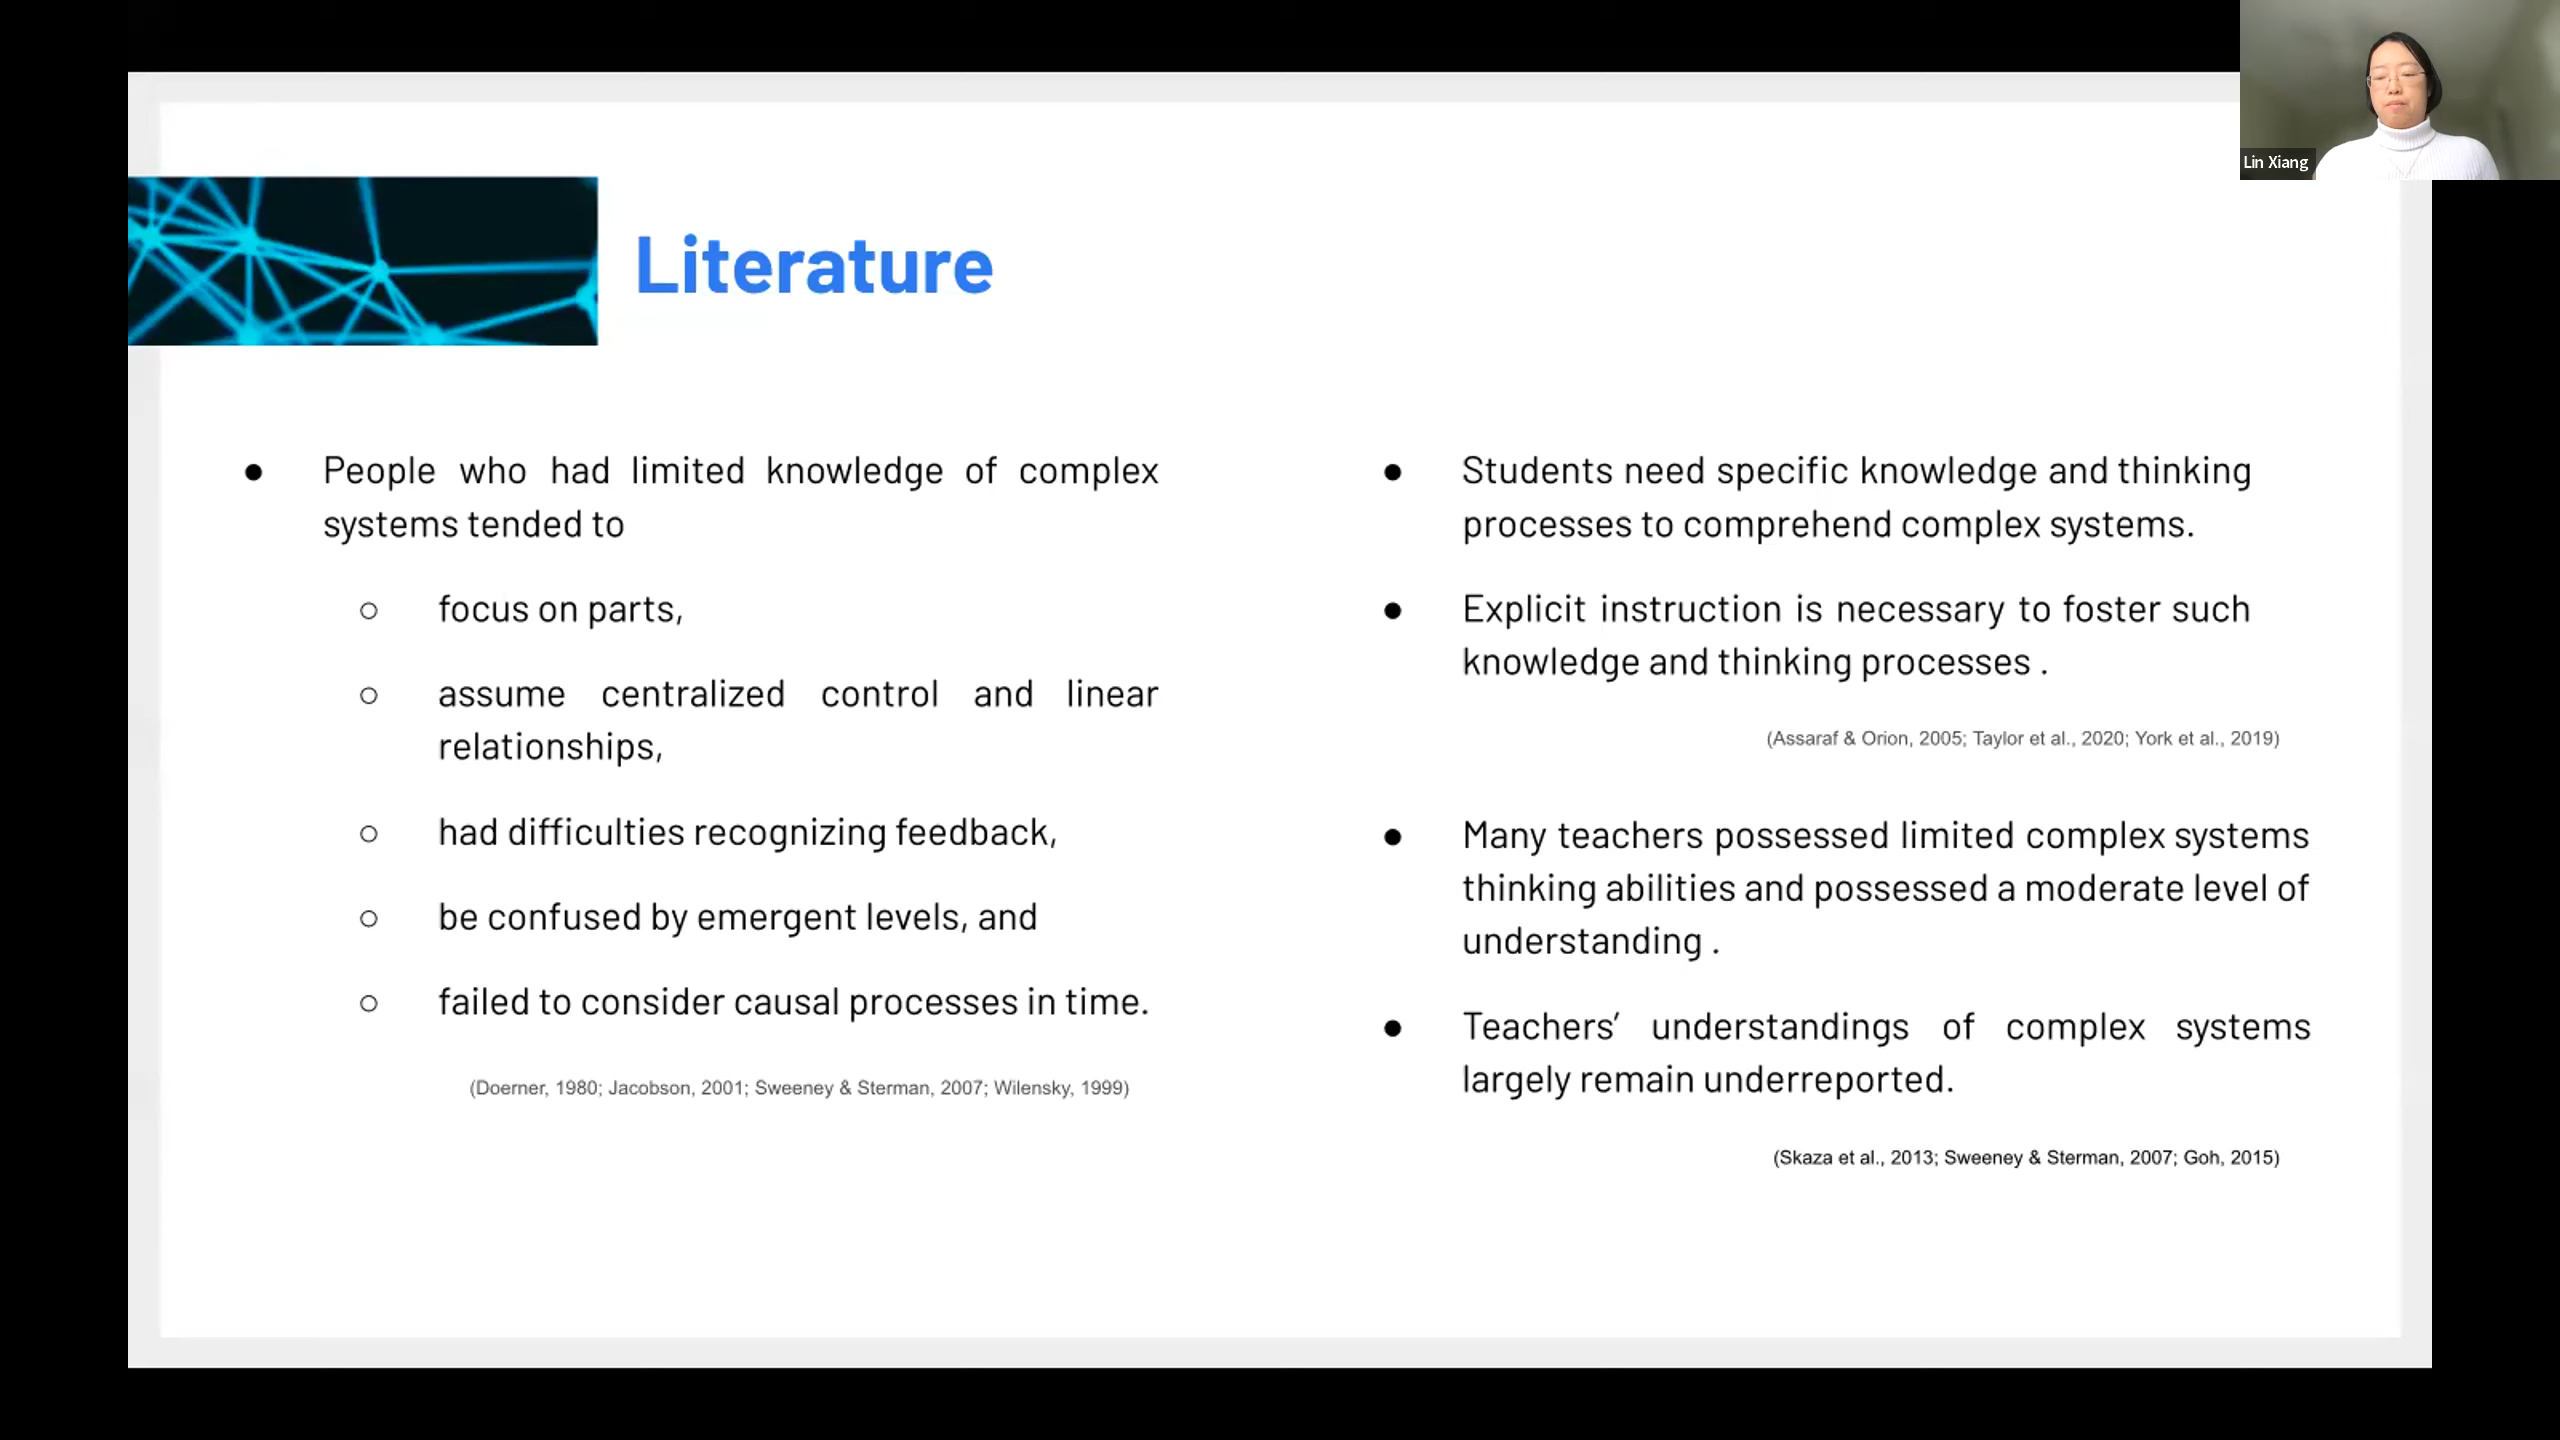 Lin Xiang
Literature
● People who had limited knowledge of complex
systems tended to
○ focus on parts,
○ assume centralized control and linear
relationships,
○ had difficulties recognizing feedback,
○ be confused by emergent levels, and
○ failed to consider causal processes in time.
(Doerner, 1980; Jacobson, 2001; Sweeney & Sterman, 2007; Wilensky, 1999)
● Students need specific knowledge and thinking
processes to comprehend complex systems.
● Explicit instruction is necessary to foster such
knowledge and thinking processes .
(Assaraf & Orion, 2005; Taylor et al., 2020; York et al., 2019)
● Many teachers possessed limited complex systems
thinking abilities and possessed a moderate level of
understanding .
● Teachers’ understandings of complex systems
largely remain underreported.
(Skaza et al., 2013; Sweeney & Sterman, 2007; Goh, 2015)